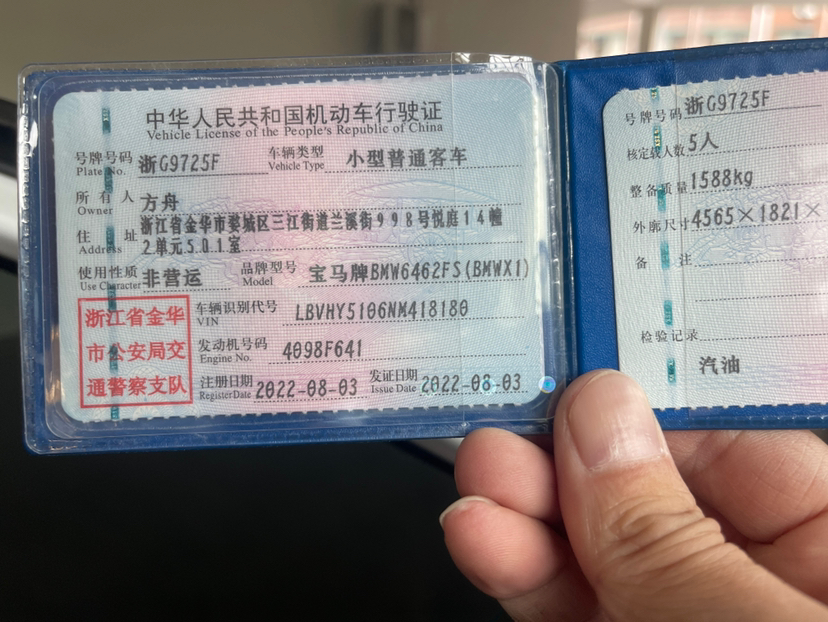 中华人民共和国机动车行驶证
Vehicle License of the People's Republic of China
号牌号码 浙G9725F 车辆类型 小型普通客车
Plate No. Vehicle Type
所有人 方舟
Owner
住址 浙江省金华市婺城区三江街道兰溪街998号悦庭14幢
Address 2单元501室
使用性质 非营运 品牌型号 宝马牌BMW6462FS(BMWX1)
Use Character Model
浙江省金华
市公安局交
通警察支队
车辆识别代号 LBVHY5106NM418180
VIN
发动机号码 4098F641
Engine No.
注册日期 2022-08-03 发证日期 2022-08-03
Register Date Issue Date
号牌号码 浙G9725F
核定载人数 5人
整备质量 1588kg
外廓尺寸 4565×1821×
备注
检验记录
汽油